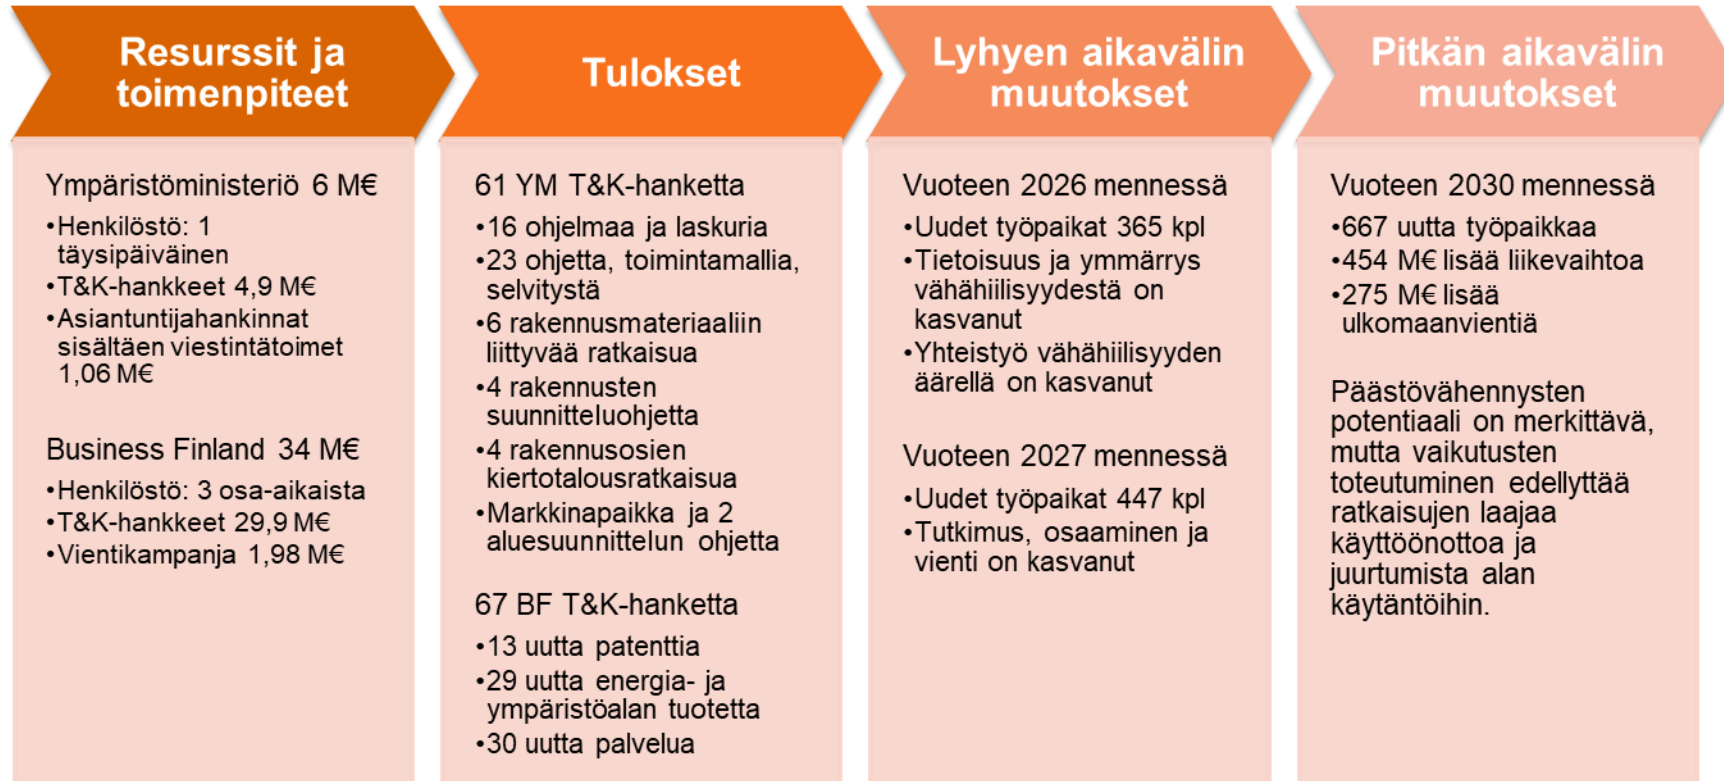 Resurssit ja
toimenpiteet
Ympäristöministeriö 6 M€
•Henkilöstö: 1
täysipäiväinen
•T&K-hankkeet 4,9 M€
•Asiantuntijahankinnat
sisältäen viestintätoimet
1,06 M€
Business Finland 34 M€
•Henkilöstö: 3 osa-aikaista
•T&K-hankkeet 29,9 M€
•Vientikampanja 1,98 M€
Tulokset
61 YM T&K-hanketta
•16 ohjelmaa ja laskuria
•23 ohjetta, toimintamallia,
selvitystä
•6 rakennusmateriaaliin
liittyvää ratkaisua
•4 rakennusten
suunnitteluohjetta
•4 rakennusosien
kiertotalousratkaisua
•Markkinapaikka ja 2
aluesuunnittelun ohjetta
67 BF T&K-hanketta
•13 uutta patenttia
•29 uutta energia- ja
ympäristöalan tuotetta
•30 uutta palvelua
Lyhyen aikavälin
muutokset
Vuoteen 2026 mennessä
•Uudet työpaikat 365 kpl
•Tietoisuus ja ymmärrys
vähähiilisyydestä on
kasvanut
•Yhteistyö vähähiilisyyden
äärellä on kasvanut
Vuoteen 2027 mennessä
•Uudet työpaikat 447 kpl
•Tutkimus, osaaminen ja
vienti on kasvanut
Pitkän aikavälin
muutokset
Vuoteen 2030 mennessä
•667 uutta työpaikkaa
•454 M€ lisää liikevaihtoa
•275 M€ lisää
ulkomaanvientiä
Päästövähennysten
potentiaali on merkittävä,
mutta vaikutusten
toteutuminen edellyttää
ratkaisujen laajaa
käyttöönottoa ja
juurtumista alan
käytäntöihin.